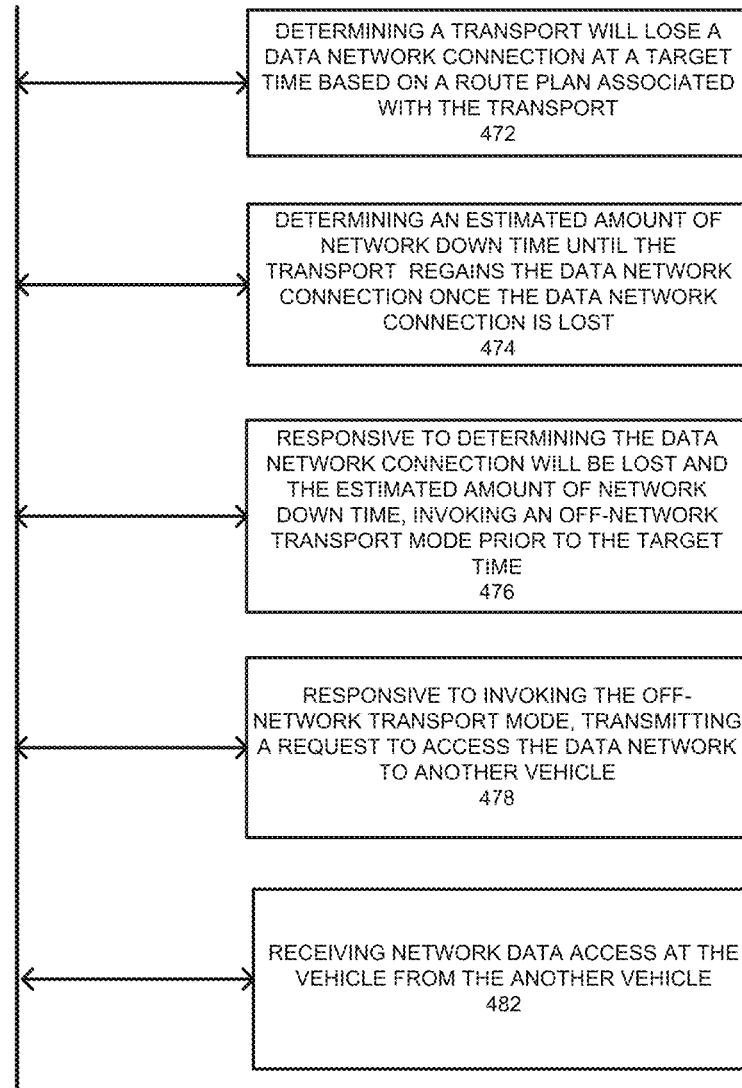 DETERMINING A TRANSPORT WILL LOSE A
DATA NETWORK CONNECTION AT A TARGET
TIME BASED ON A ROUTE PLAN ASSOCIATED
WITH THE TRANSPORT
472
DETERMINING AN ESTIMATED AMOUNT OF
NETWORK DOWN TIME UNTIL THE
TRANSPORT REGAINS THE DATA NETWORK
CONNECTION ONCE THE DATA NETWORK
CONNECTION IS LOST
474
RESPONSIVE TO DETERMINING THE DATA
NETWORK CONNECTION WILL BE LOST AND
THE ESTIMATED AMOUNT OF NETWORK
DOWN TIME, INVOKING AN OFF-NETWORK
TRANSPORT MODE PRIOR TO THE TARGET
TIME
476
RESPONSIVE TO INVOKING THE OFF-
NETWORK TRANSPORT MODE, TRANSMITTING
A REQUEST TO ACCESS THE DATA NETWORK
TO ANOTHER VEHICLE
478
RECEIVING NETWORK DATA ACCESS AT THE
VEHICLE FROM THE ANOTHER VEHICLE
482